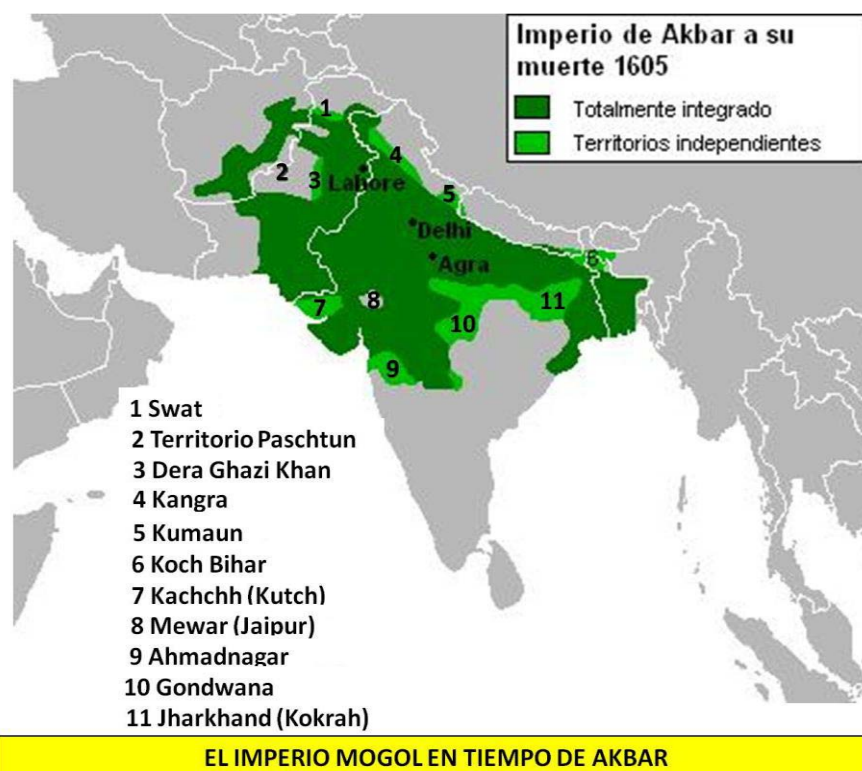 Imperio de Akbar a su
muerte 1605
Totalmente integrado
Territorios independientes
1
2
3
Lahore
4
5
Delhi
Agra
6
7
8
9
10
11
1 Swat
2 Territorio Paschtun
3 Dera Ghazi Khan
4 Kangra
5 Kumaun
6 Koch Bihar
7 Kachchh (Kutch)
8 Mewar (Jaipur)
9 Ahmadnagar
10 Gondwana
11 Jharkhand (Kokrah)
EL IMPERIO MOGOL EN TIEMPO DE AKBAR